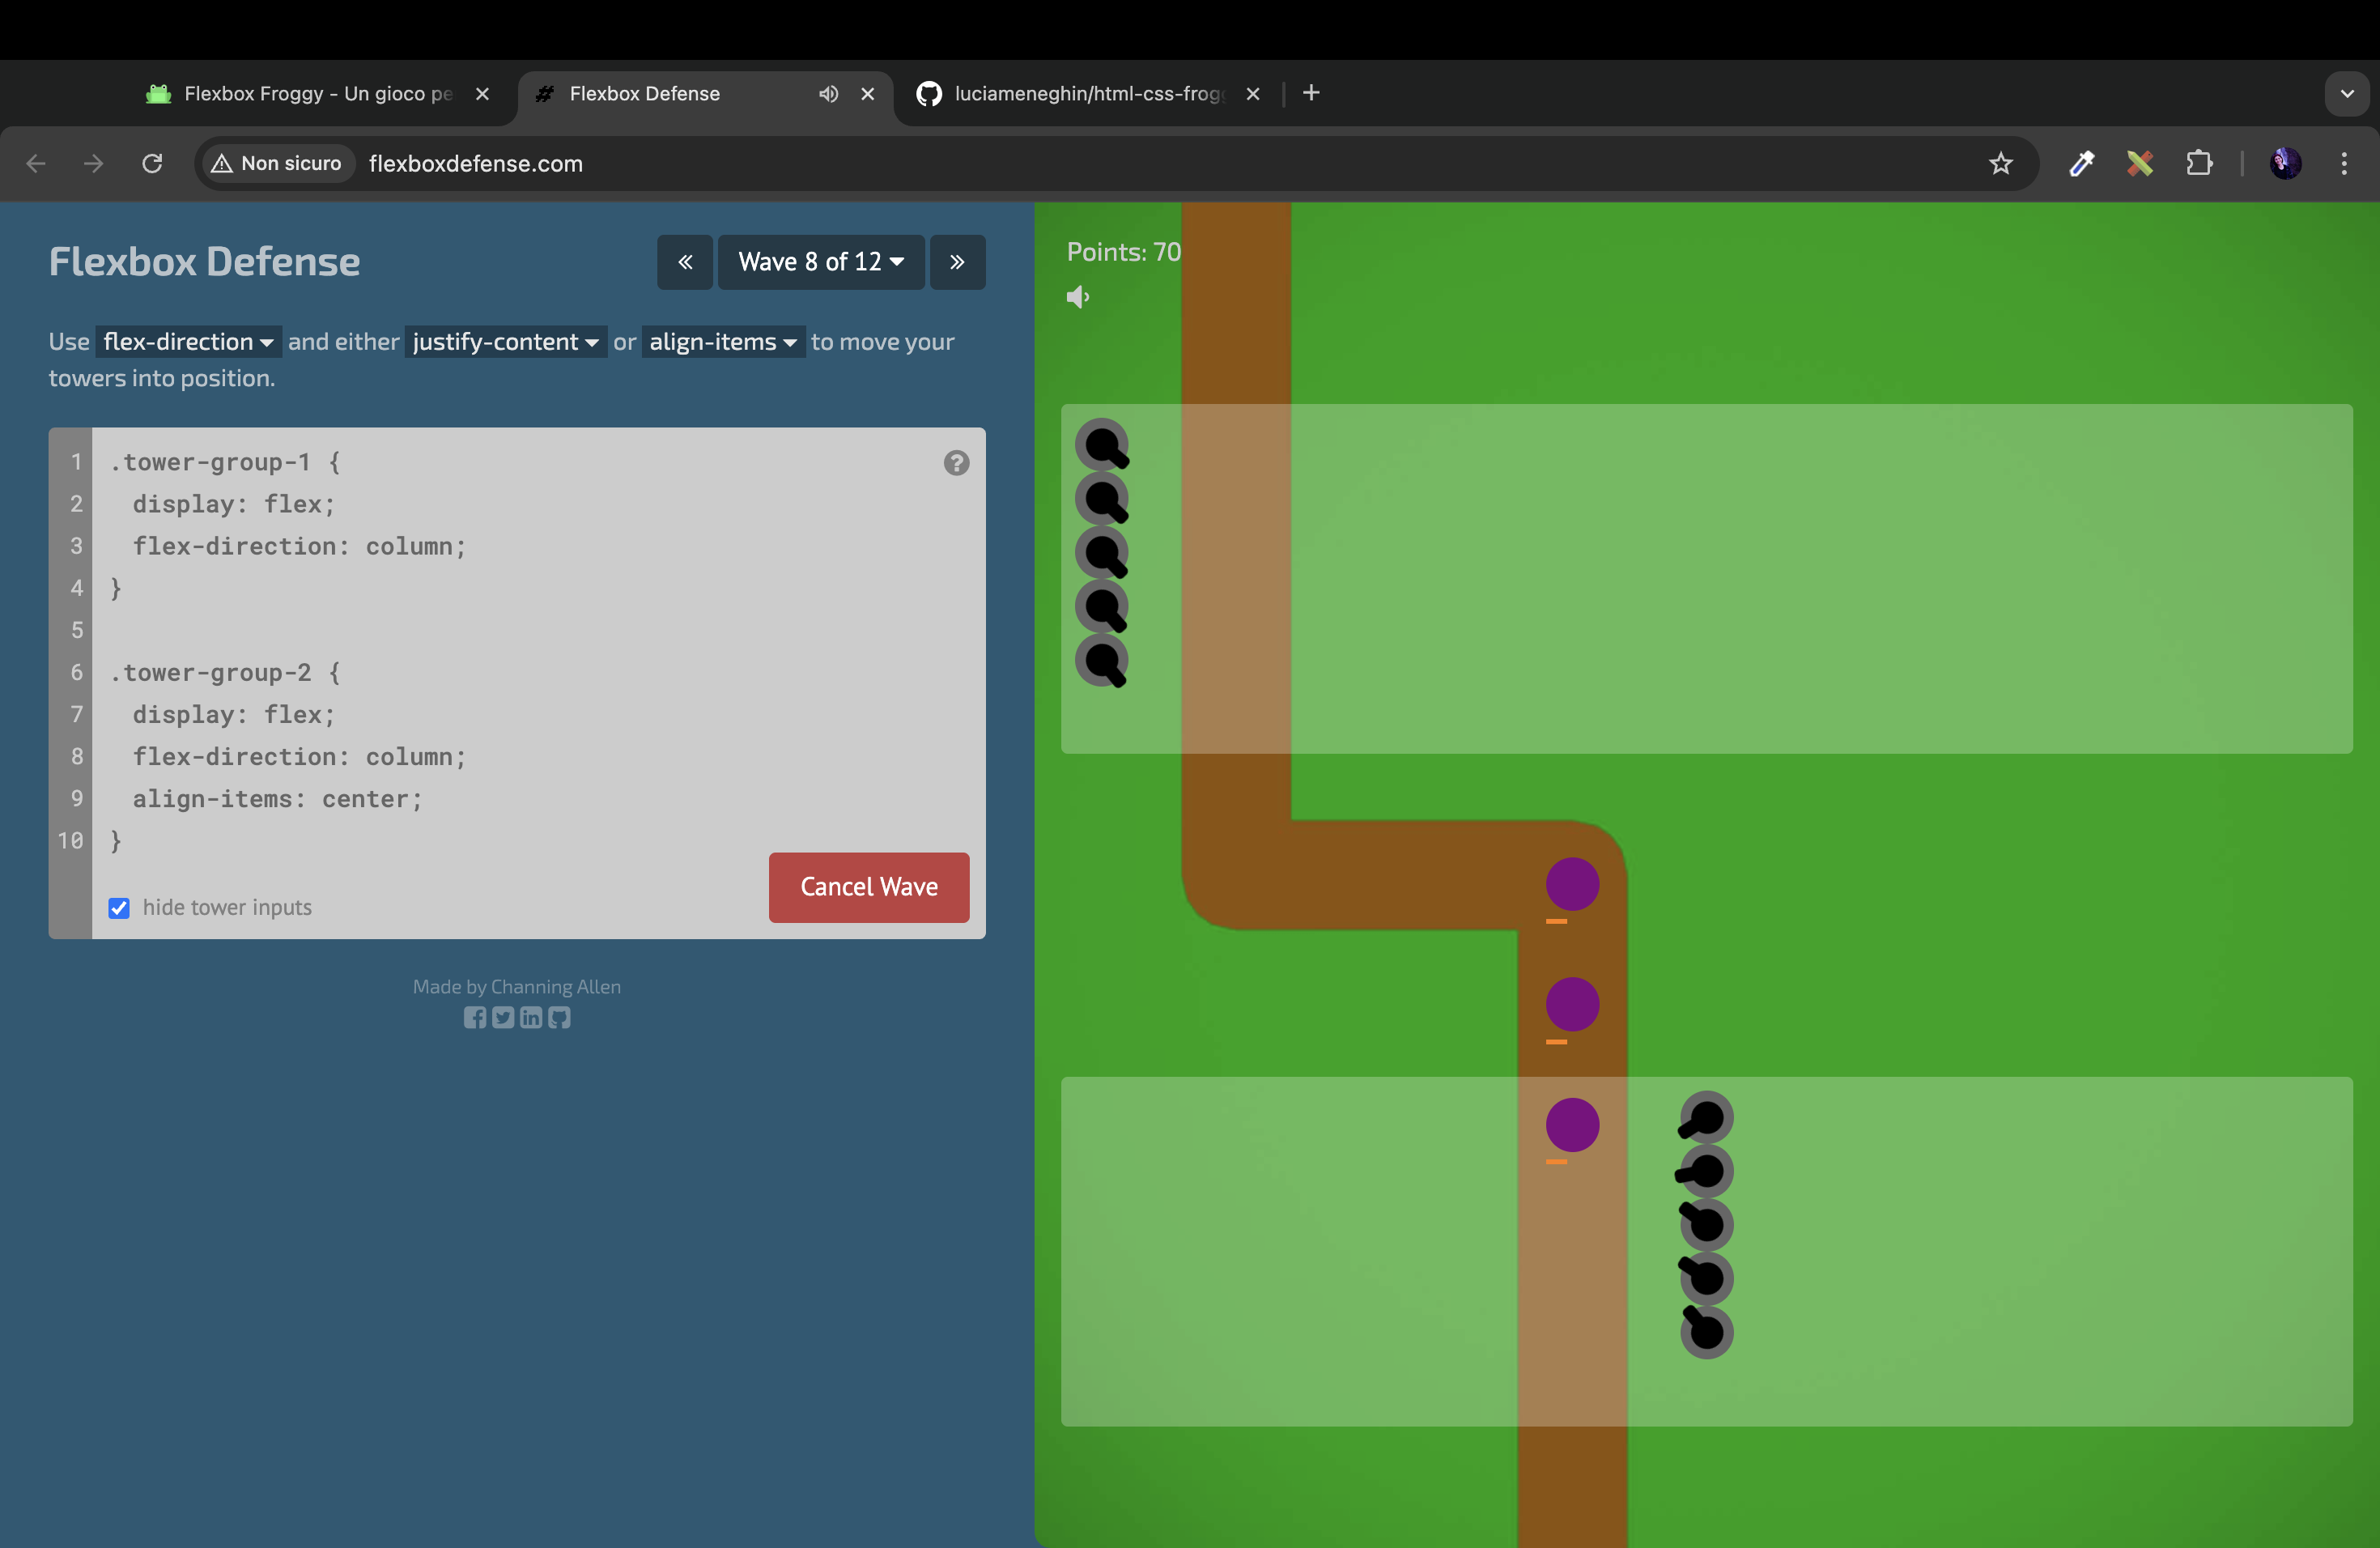 Flexbox Froggy - Un gioco pe
Flexbox Defense
luciameneghin/html-css-frog
Non sicuro
flexboxdefense.com
Flexbox Defense
Wave 8 of 12
Use flex-direction and either justify-content or align-items to move your
towers into position.
1 .tower-group-1 {
2 display: flex;
3 flex-direction: column;
4 }
5
6 .tower-group-2 {
7 display: flex;
8 flex-direction: column;
9 align-items: center;
10 }
hide tower inputs
Cancel Wave
Made by Channing Allen
Points: 70